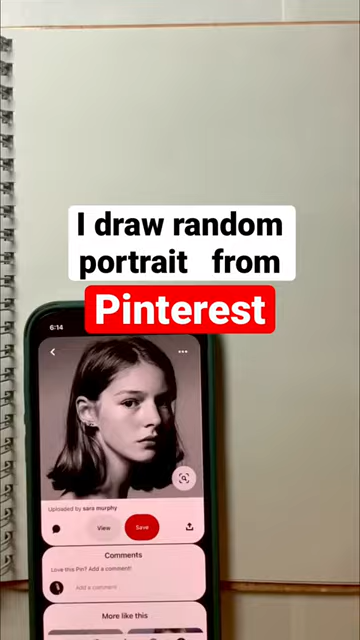 I draw random
portrait from
Pinterest
6:14
Uploaded by sara murphy
View
Save
Comments
Love this Pin? Add a comment!
Add a comment
More like this